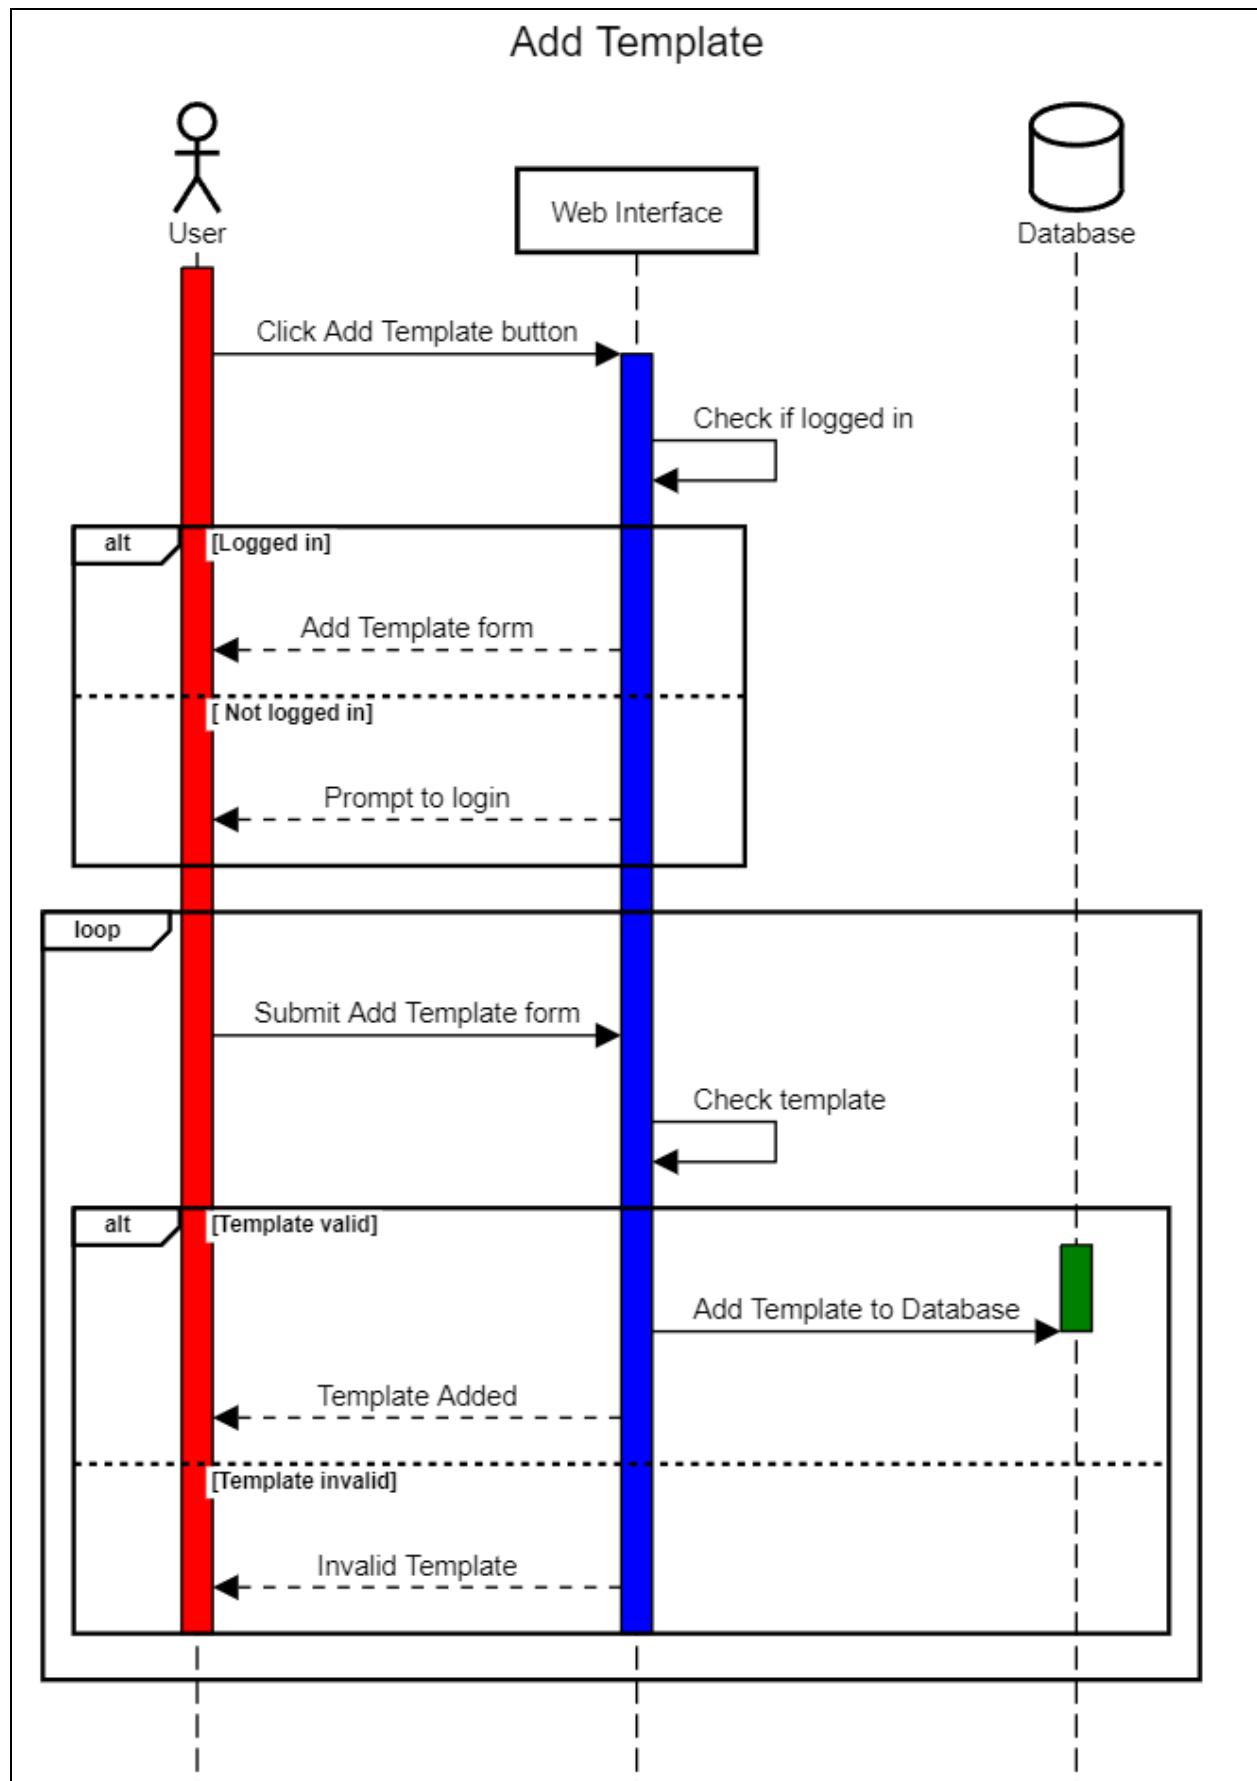 Add Template
User
Web Interface
Database
Click Add Template button
Check if logged in
alt
[Logged in]
Add Template form
[ Not logged in]
Prompt to login
loop
Submit Add Template form
Check template
alt
[Template valid]
Add Template to Database
Template Added
[Template invalid]
Invalid Template